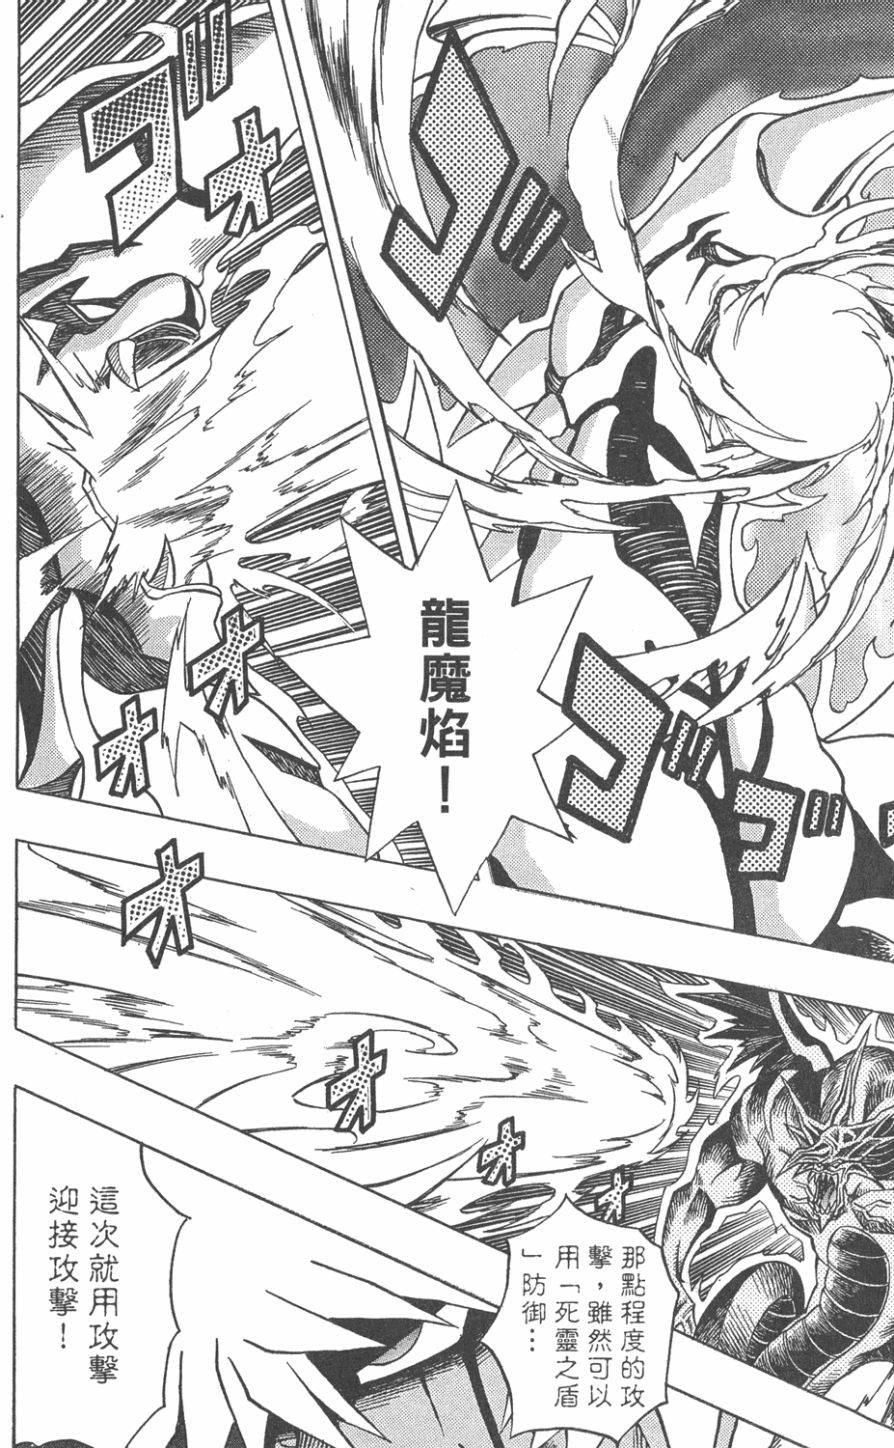 ゴゴ
ゴゴ
ゴオ
オオ
龍魔焰！
オオオオ
那點程度的攻
擊，雖然可以
用「死靈之盾
」防御…
這次就用攻擊
迎接攻擊！